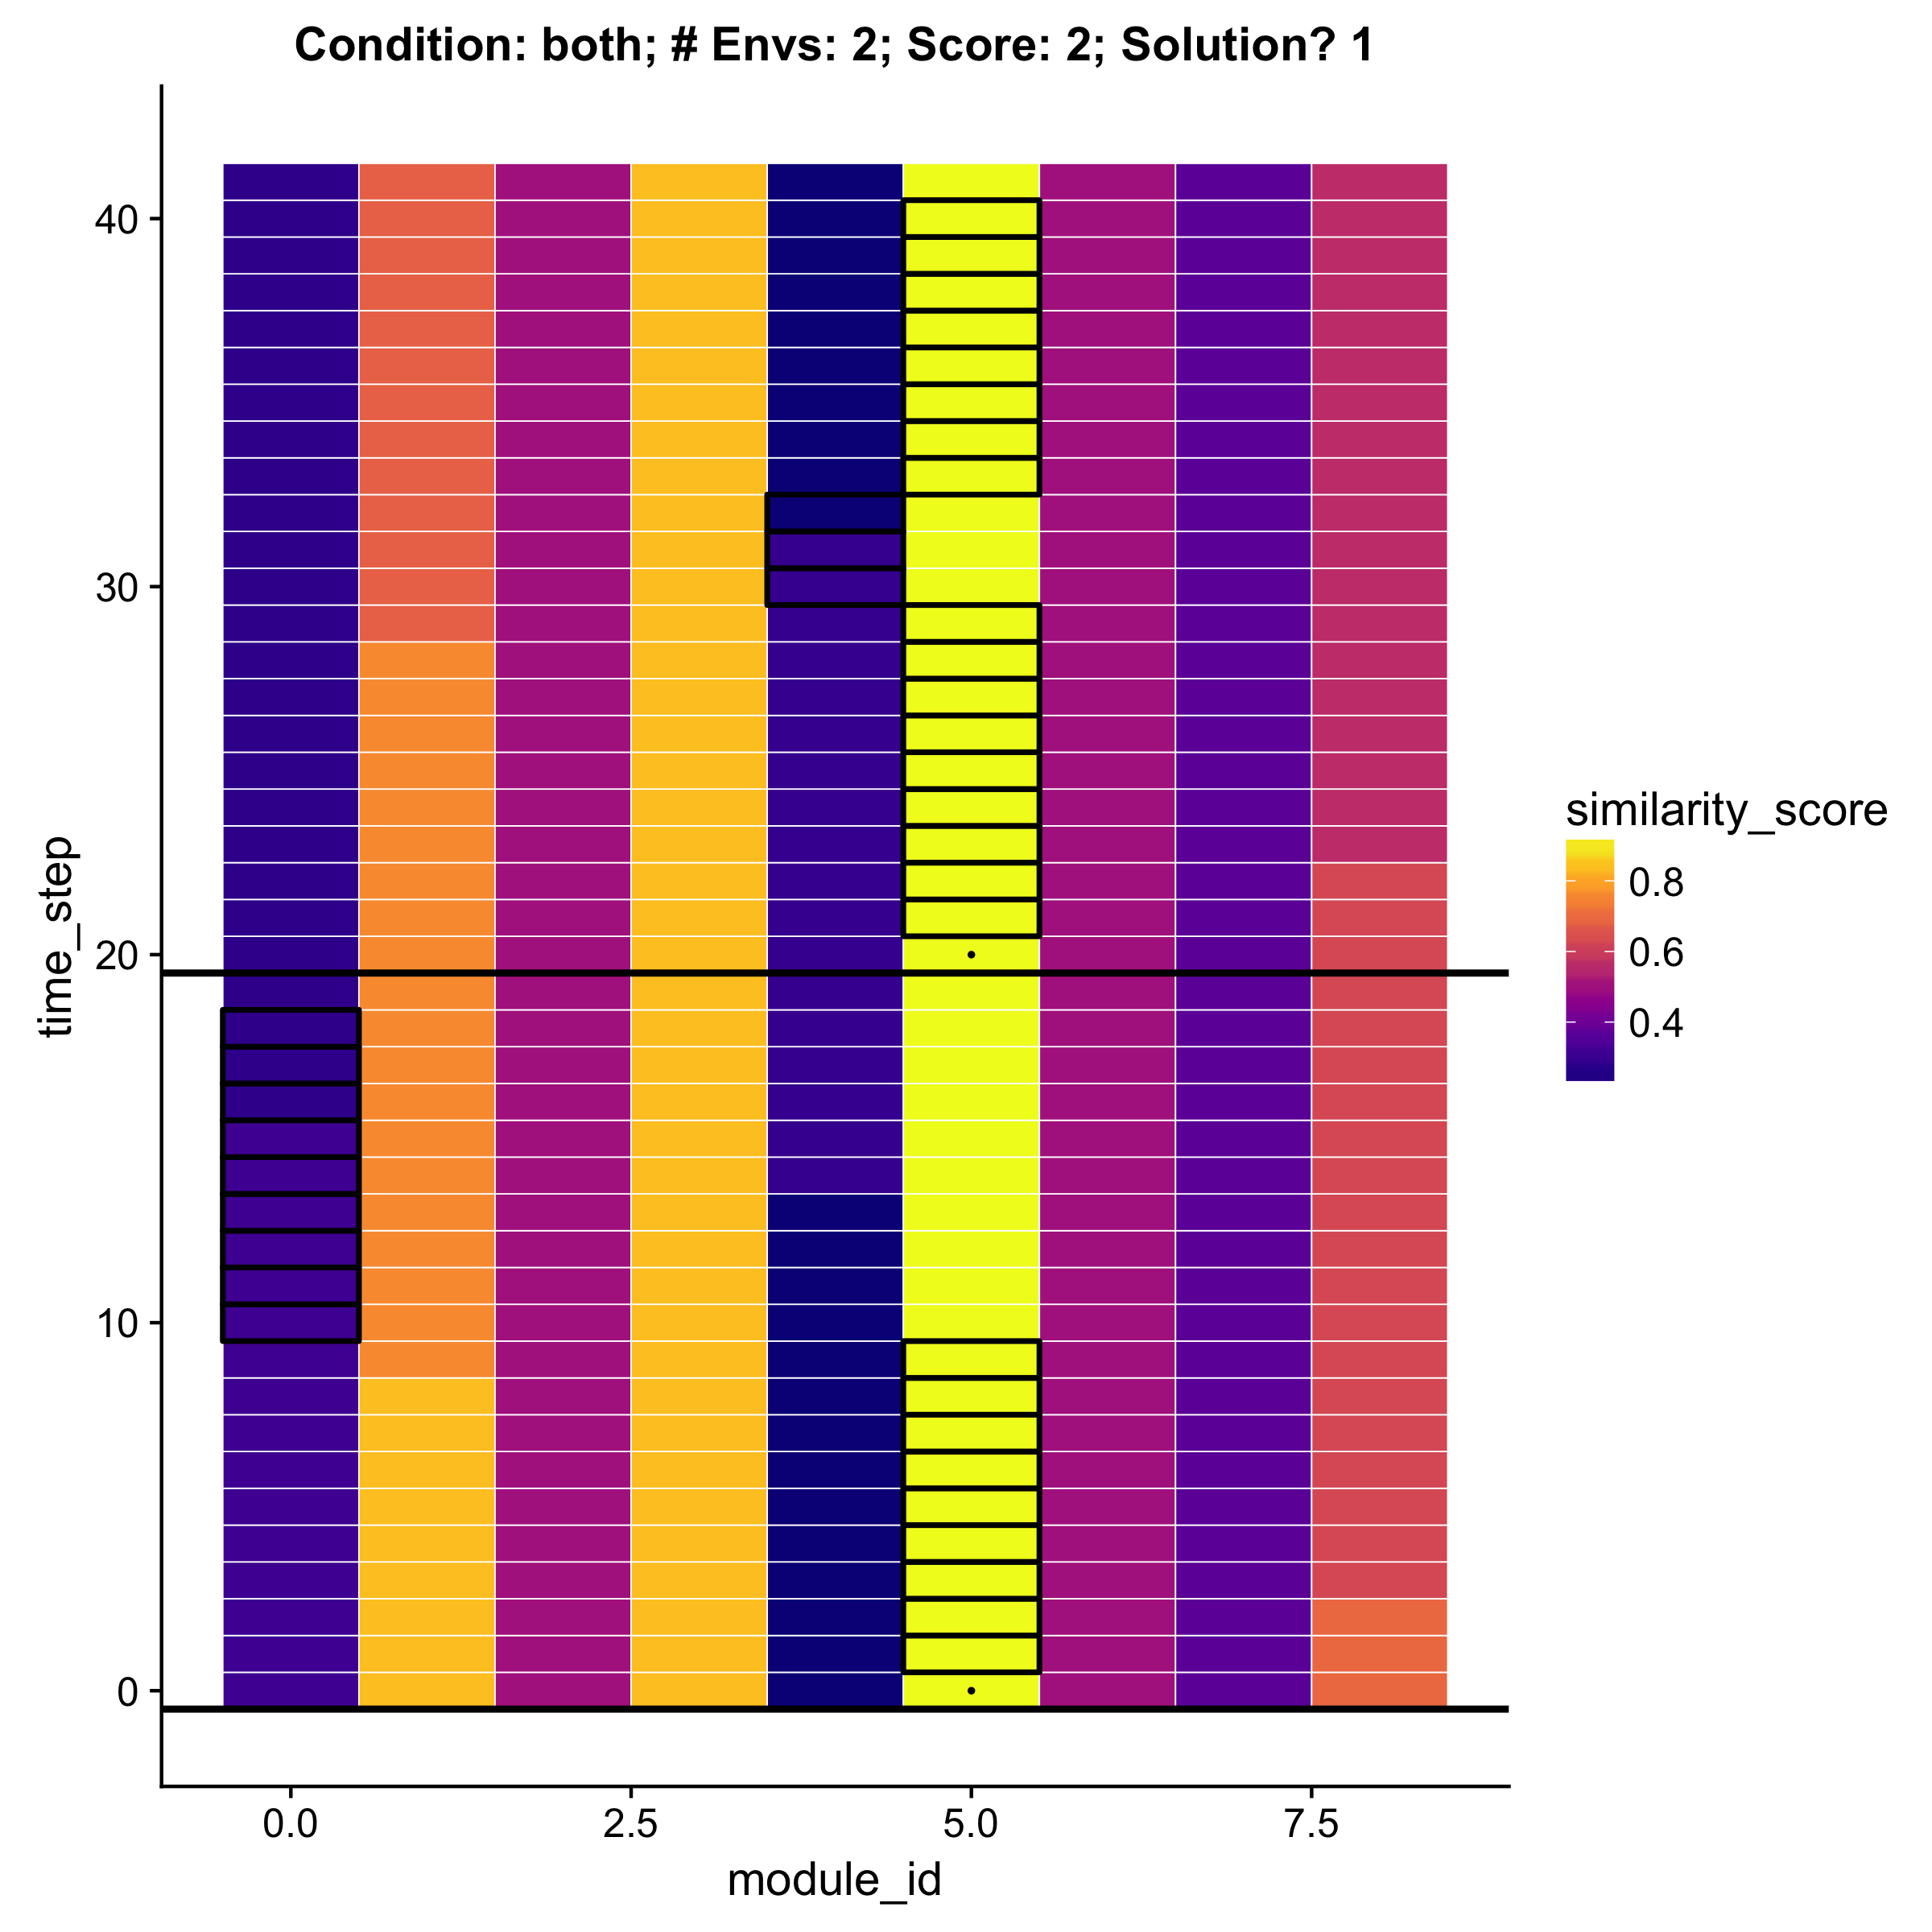 Condition: both; # Envs: 2; Score: 2; Solution? 1
time_step
40
30
20
10
0
0.0 2.5 5.0 7.5
module_id
similarity_score
0.8
0.6
0.4